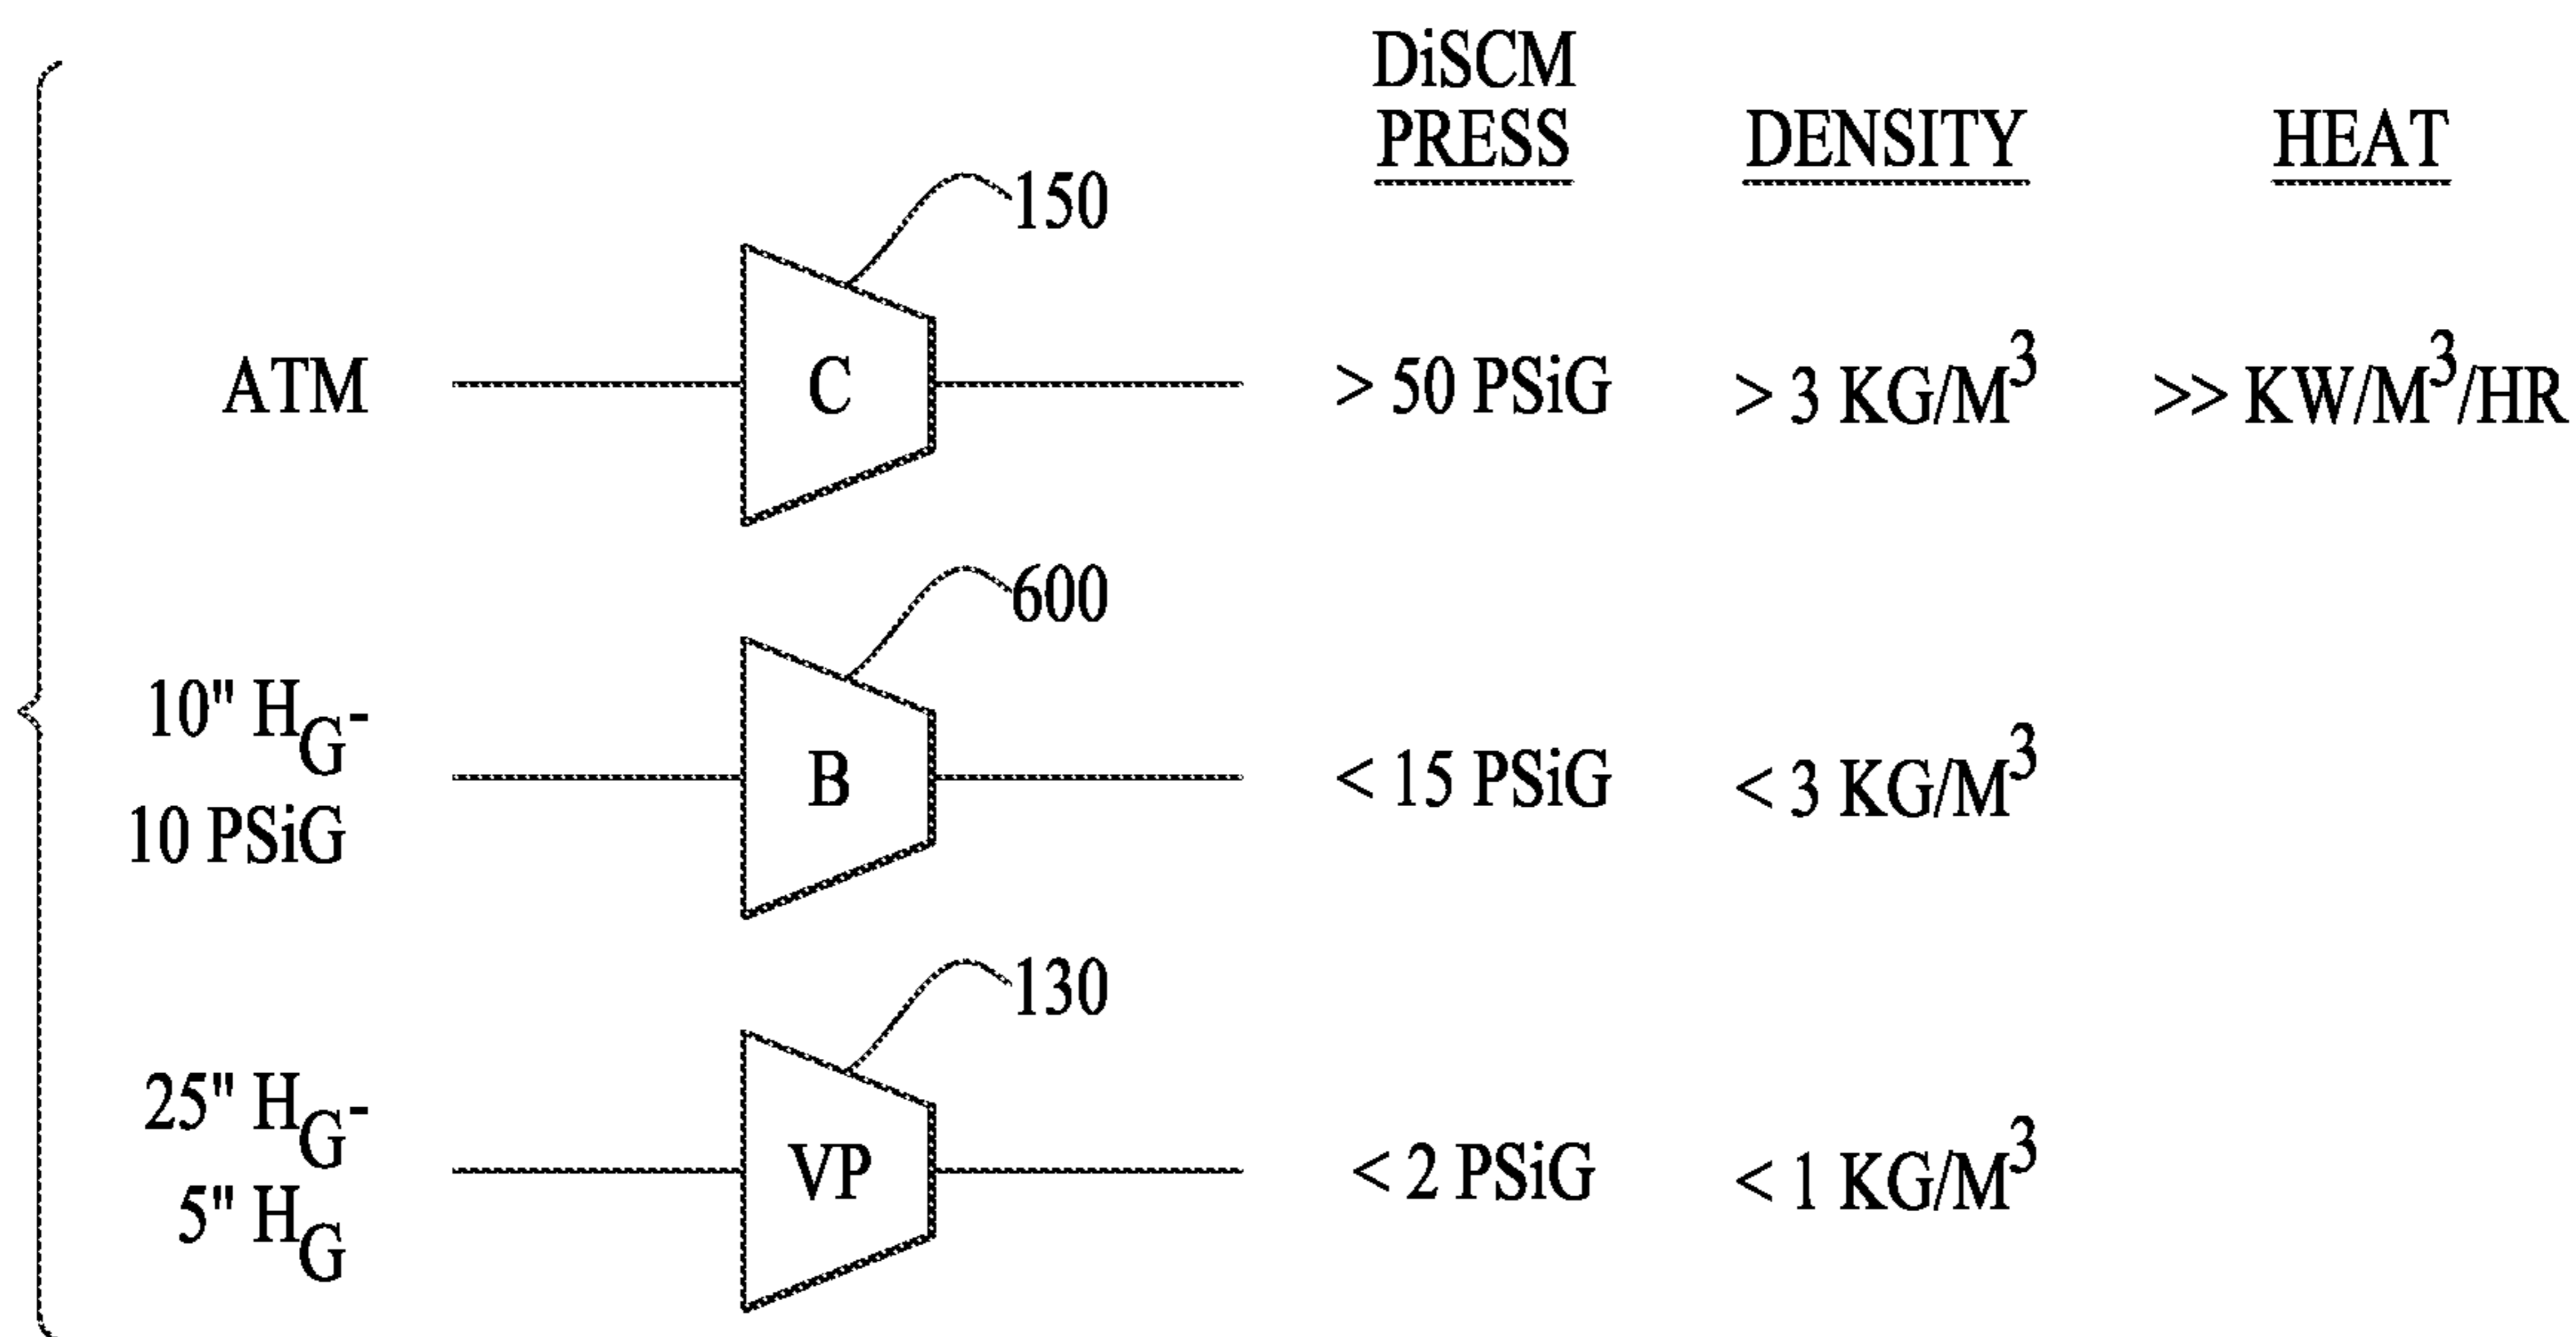 DiSCM
PRESS DENSITY HEAT
150
ATM C > 50 PSiG > 3 KG/M³ >> KW/M³/HR
600
10" HG-
10 PSiG B < 15 PSiG < 3 KG/M³
130
25" HG-
5" HG VP < 2 PSiG < 1 KG/M³